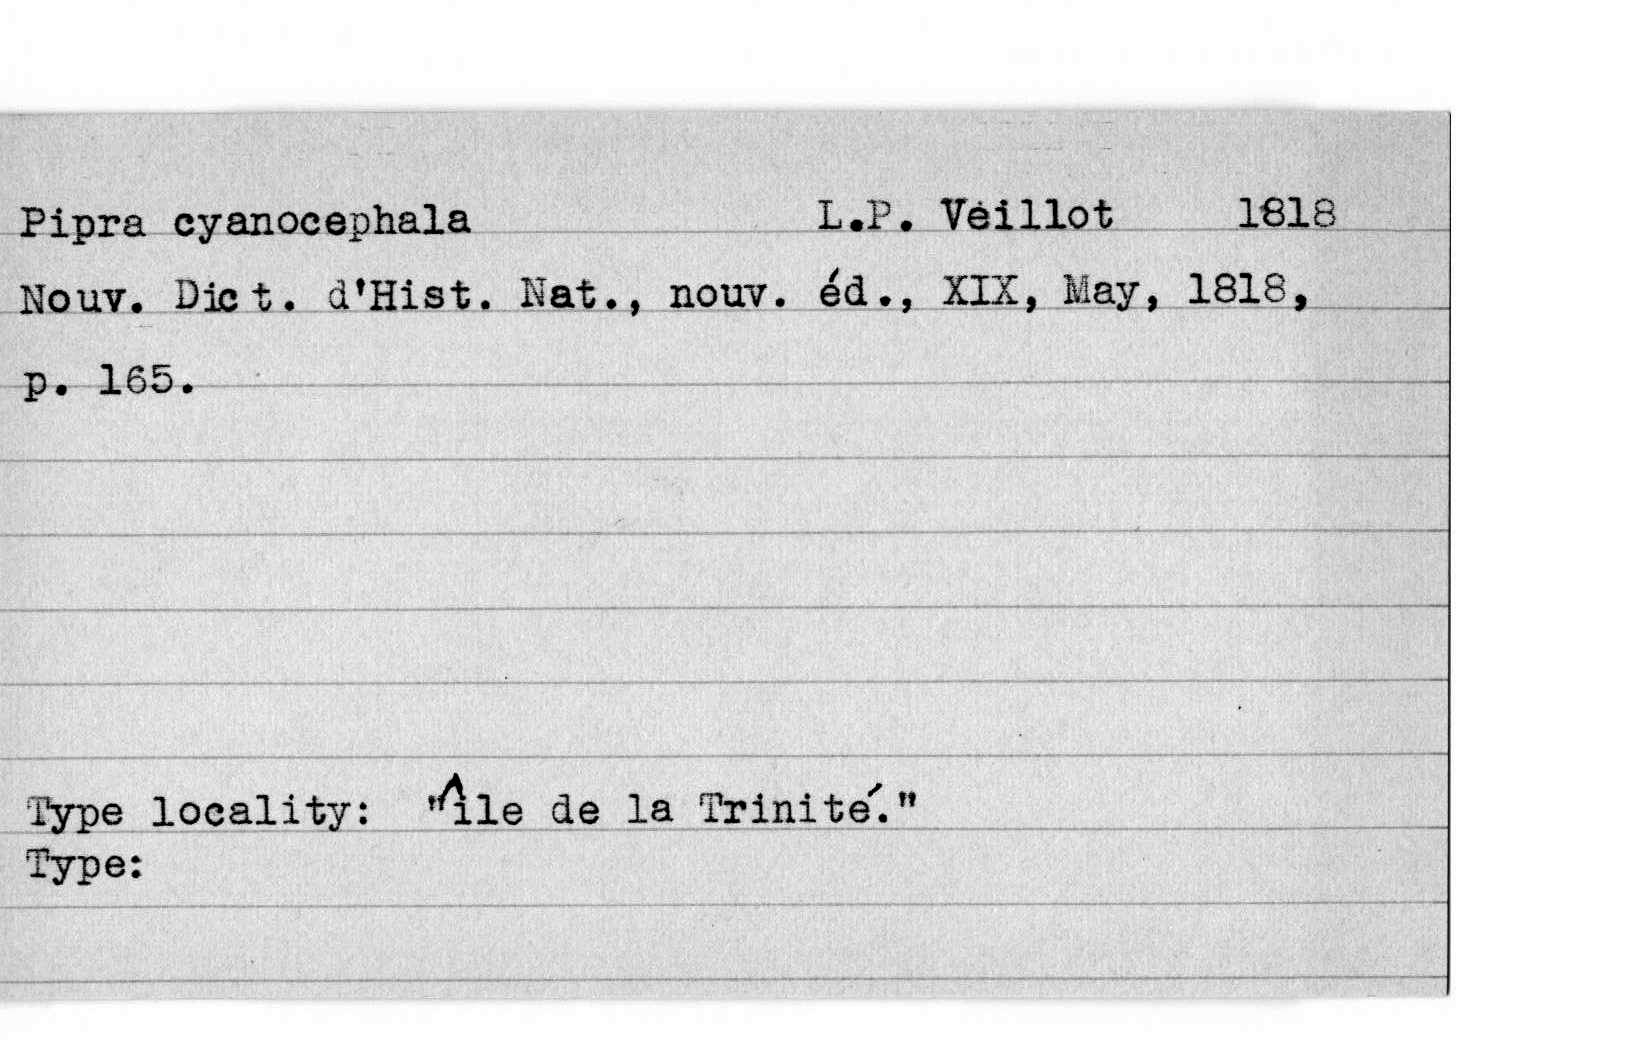 Pipra cyanocephala L.P. Veillot 1818
Nouv. Dict. d'Hist. Nat., nouv. éd., XIX, May, 1818,
p. 165.
Type locality: "île de la Trinité."
Type: